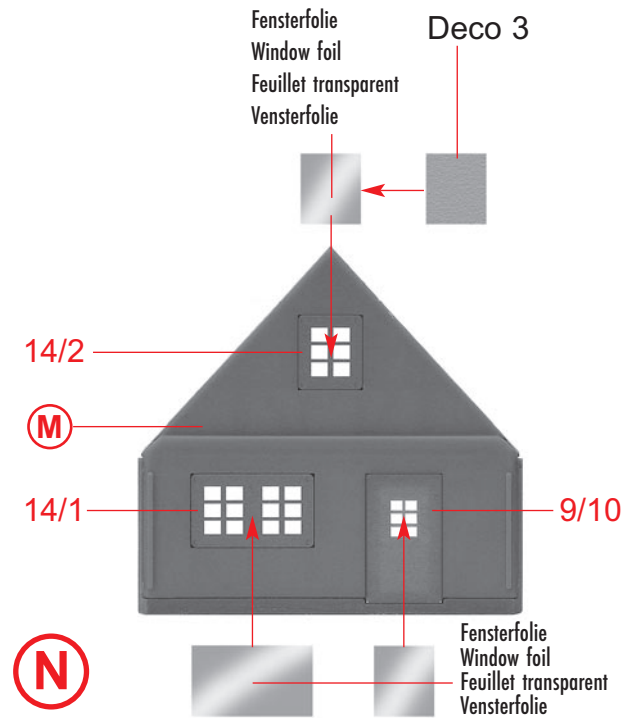 Fensterfolie
Window foil
Feuillet transparent
Vensterfolie
Deco 3
14/2
M
14/1
9/10
N
Fensterfolie
Window foil
Feuillet transparent
Vensterfolie